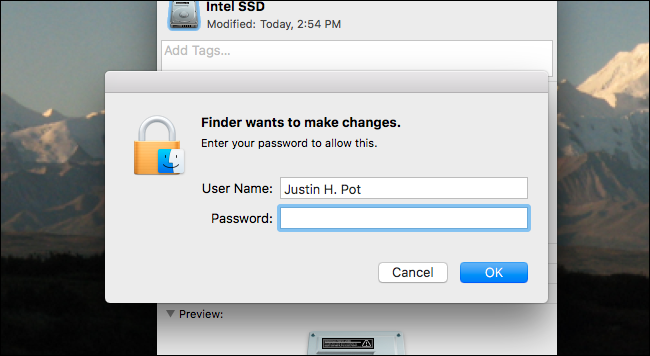 Intel SSD
Modified: Today, 2:54 PM
Add Tags...
Finder wants to make changes.
Enter your password to allow this.
User Name: Justin H. Pot
Password:
Cancel OK
Preview: